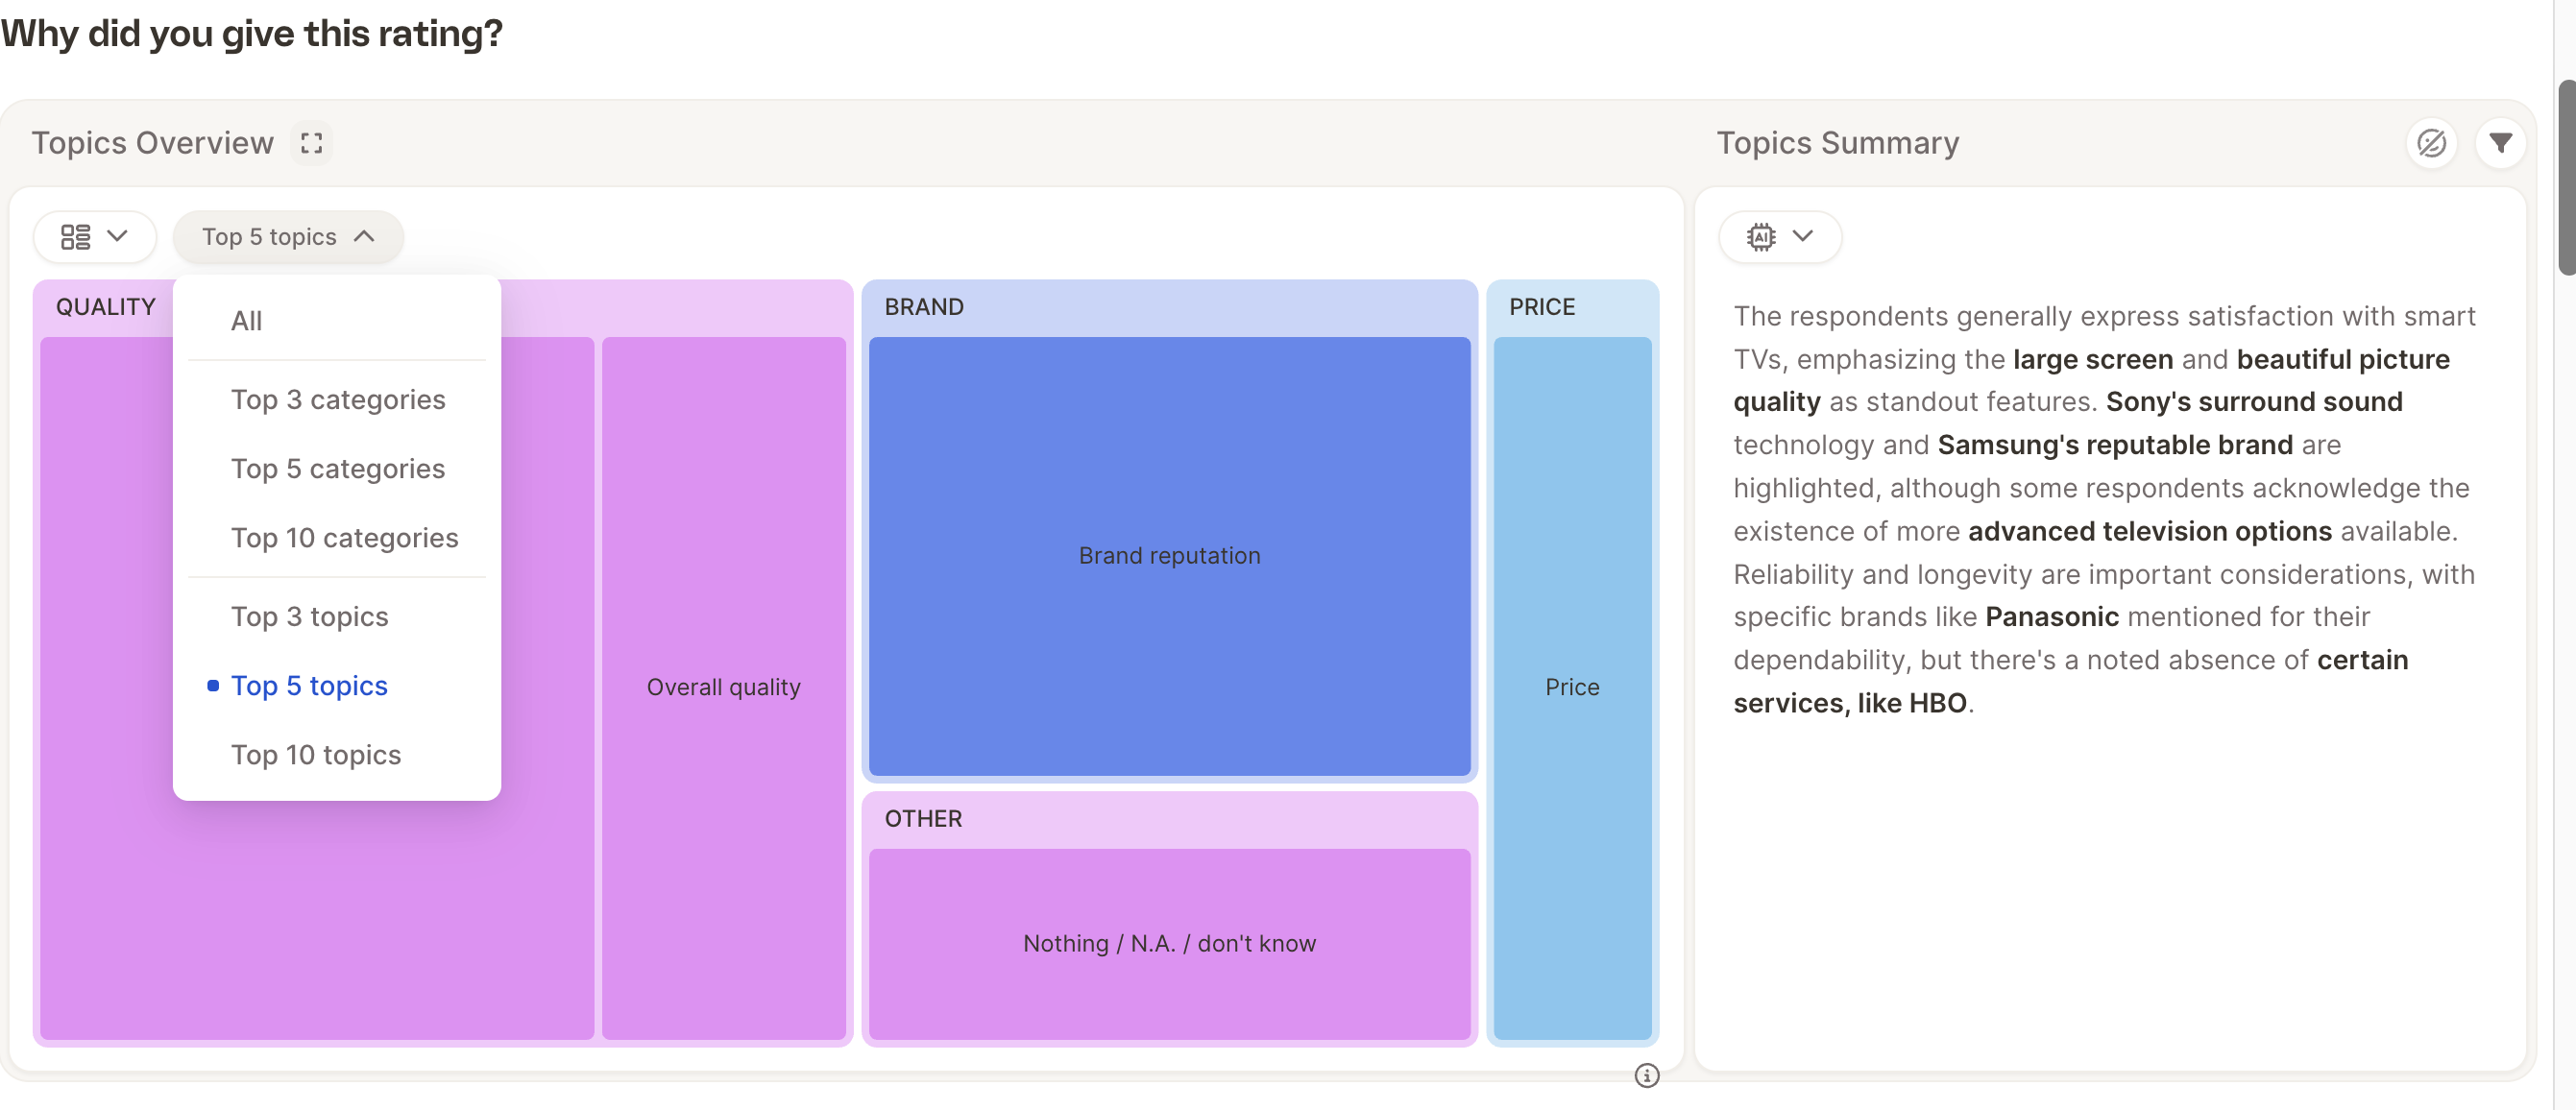 Why did you give this rating?
Topics Overview
Topics Summary
Top 5 topics
AI
QUALITY
All
Top 3 categories
Top 5 categories
Top 10 categories
Top 3 topics
Top 5 topics
Top 10 topics
Overall quality
BRAND
Brand reputation
OTHER
Nothing / N.A. / don't know
PRICE
Price
The respondents generally express satisfaction with smart
TVs, emphasizing the large screen and beautiful picture
quality as standout features. Sony's surround sound
technology and Samsung's reputable brand are
highlighted, although some respondents acknowledge the
existence of more advanced television options available.
Reliability and longevity are important considerations, with
specific brands like Panasonic mentioned for their
dependability, but there's a noted absence of certain
services, like HBO.